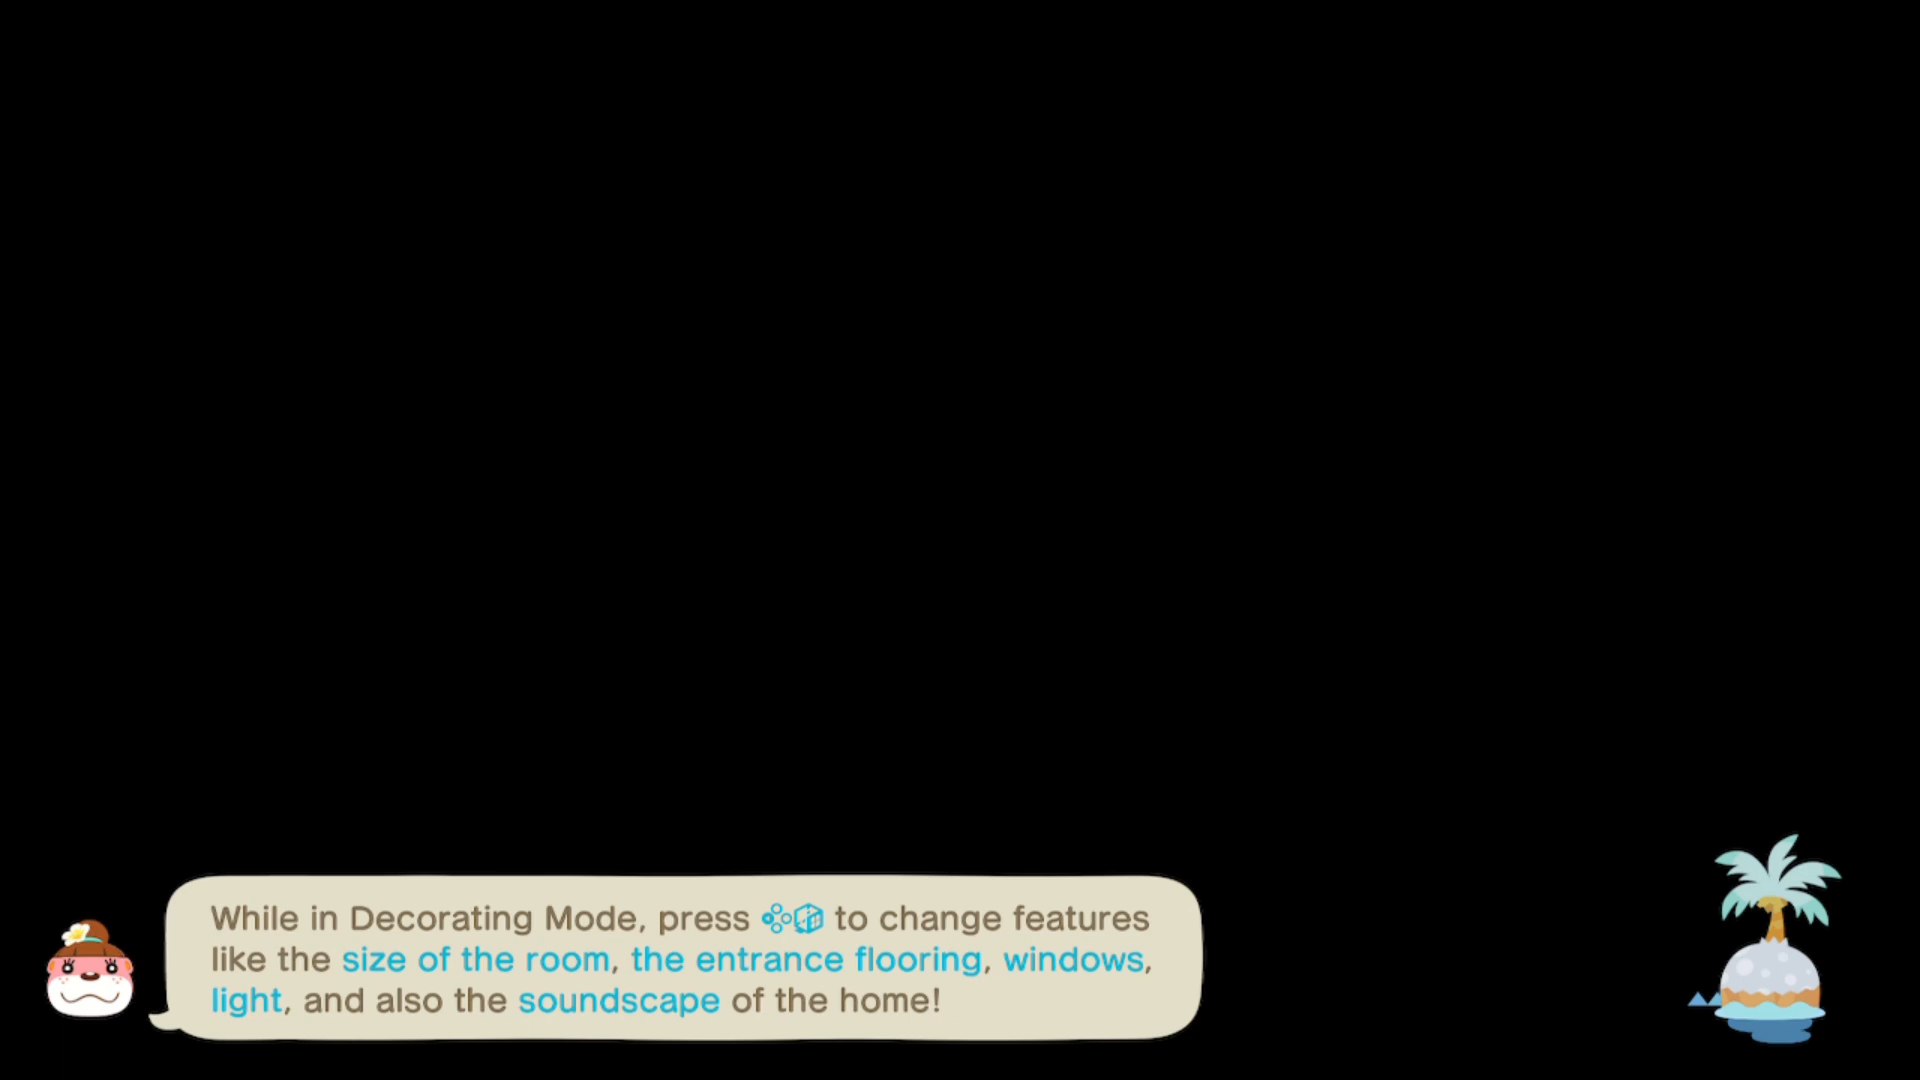 While in Decorating Mode, press to change features
like the size of the room, the entrance flooring, windows,
light, and also the soundscape of the home!